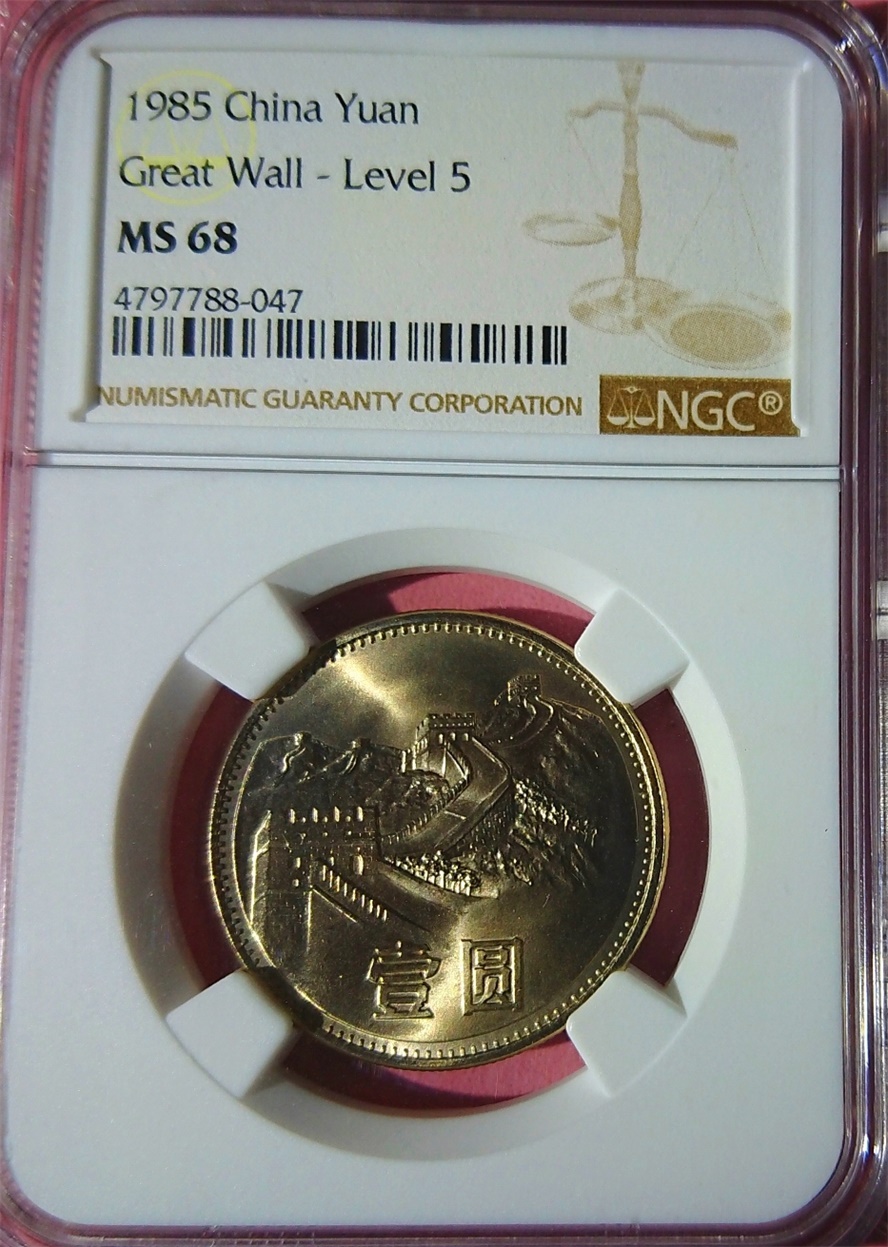 1985 China Yuan
Great Wall - Level 5
MS 68
4797788-047
NUMISMATIC GUARANTY CORPORATION
NGC®
壹圆